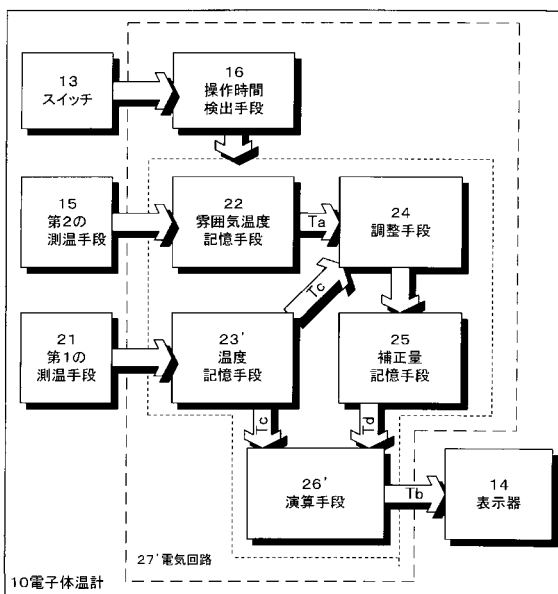 13
スイッチ
16
操作時間
検出手段
15
第2の
測温手段
22
雰囲気温度
記憶手段
Ta
24
調整手段
Tc
21
第1の
測温手段
23'
温度
記憶手段
25
補正量
記憶手段
Tc
Td
26'
演算手段
Tb
14
表示器
27'電気回路
10電子体温計